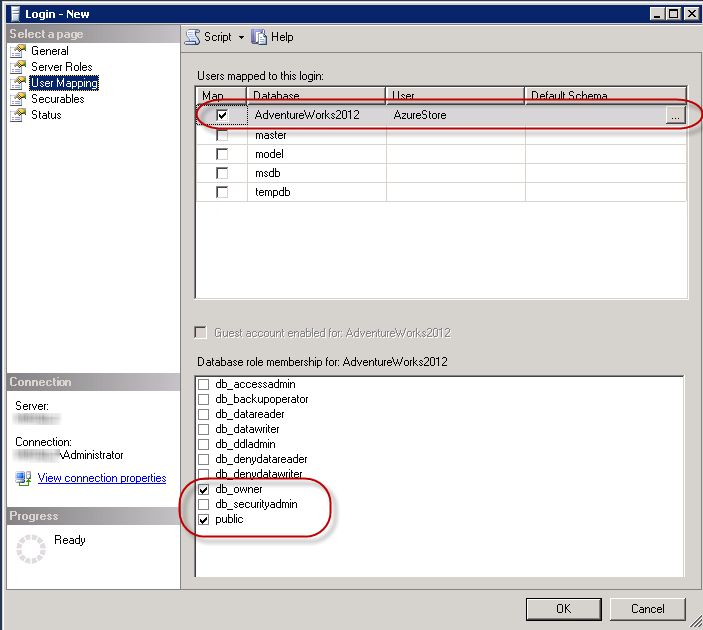 Login - New
Select a page
General
Server Roles
User Mapping
Securables
Status
Script Help
Users mapped to this login:
Map Database User Default Schema
AdventureWorks2012 AzureStore ...
master
model
msdb
tempdb
Guest account enabled for: AdventureWorks2012
Database role membership for: AdventureWorks2012
db_accessadmin
db_backupoperator
db_datareader
db_datawriter
db_ddladmin
db_denydatareader
db_denydatawriter
db_owner
db_securityadmin
public
Connection
Server:
Connection:
\Administrator
View connection properties
Progress
Ready
OK Cancel